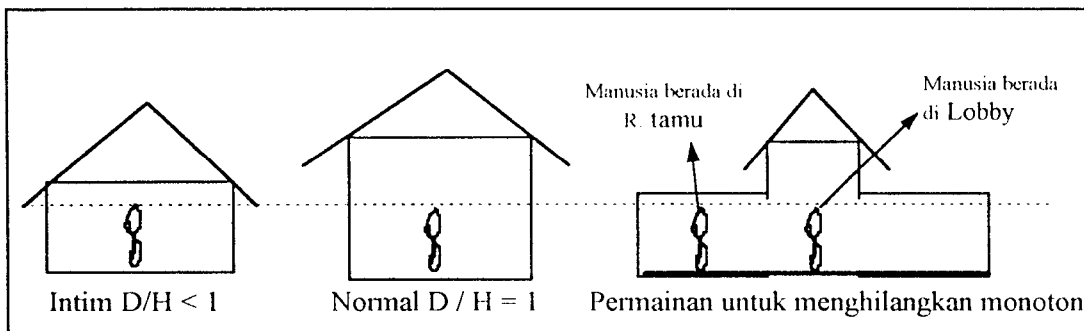 Manusia berada di
R. tamu
Manusia berada
di Lobby
Intim D/H < 1
Normal D / H = 1
Permainan untuk menghilangkan monoton